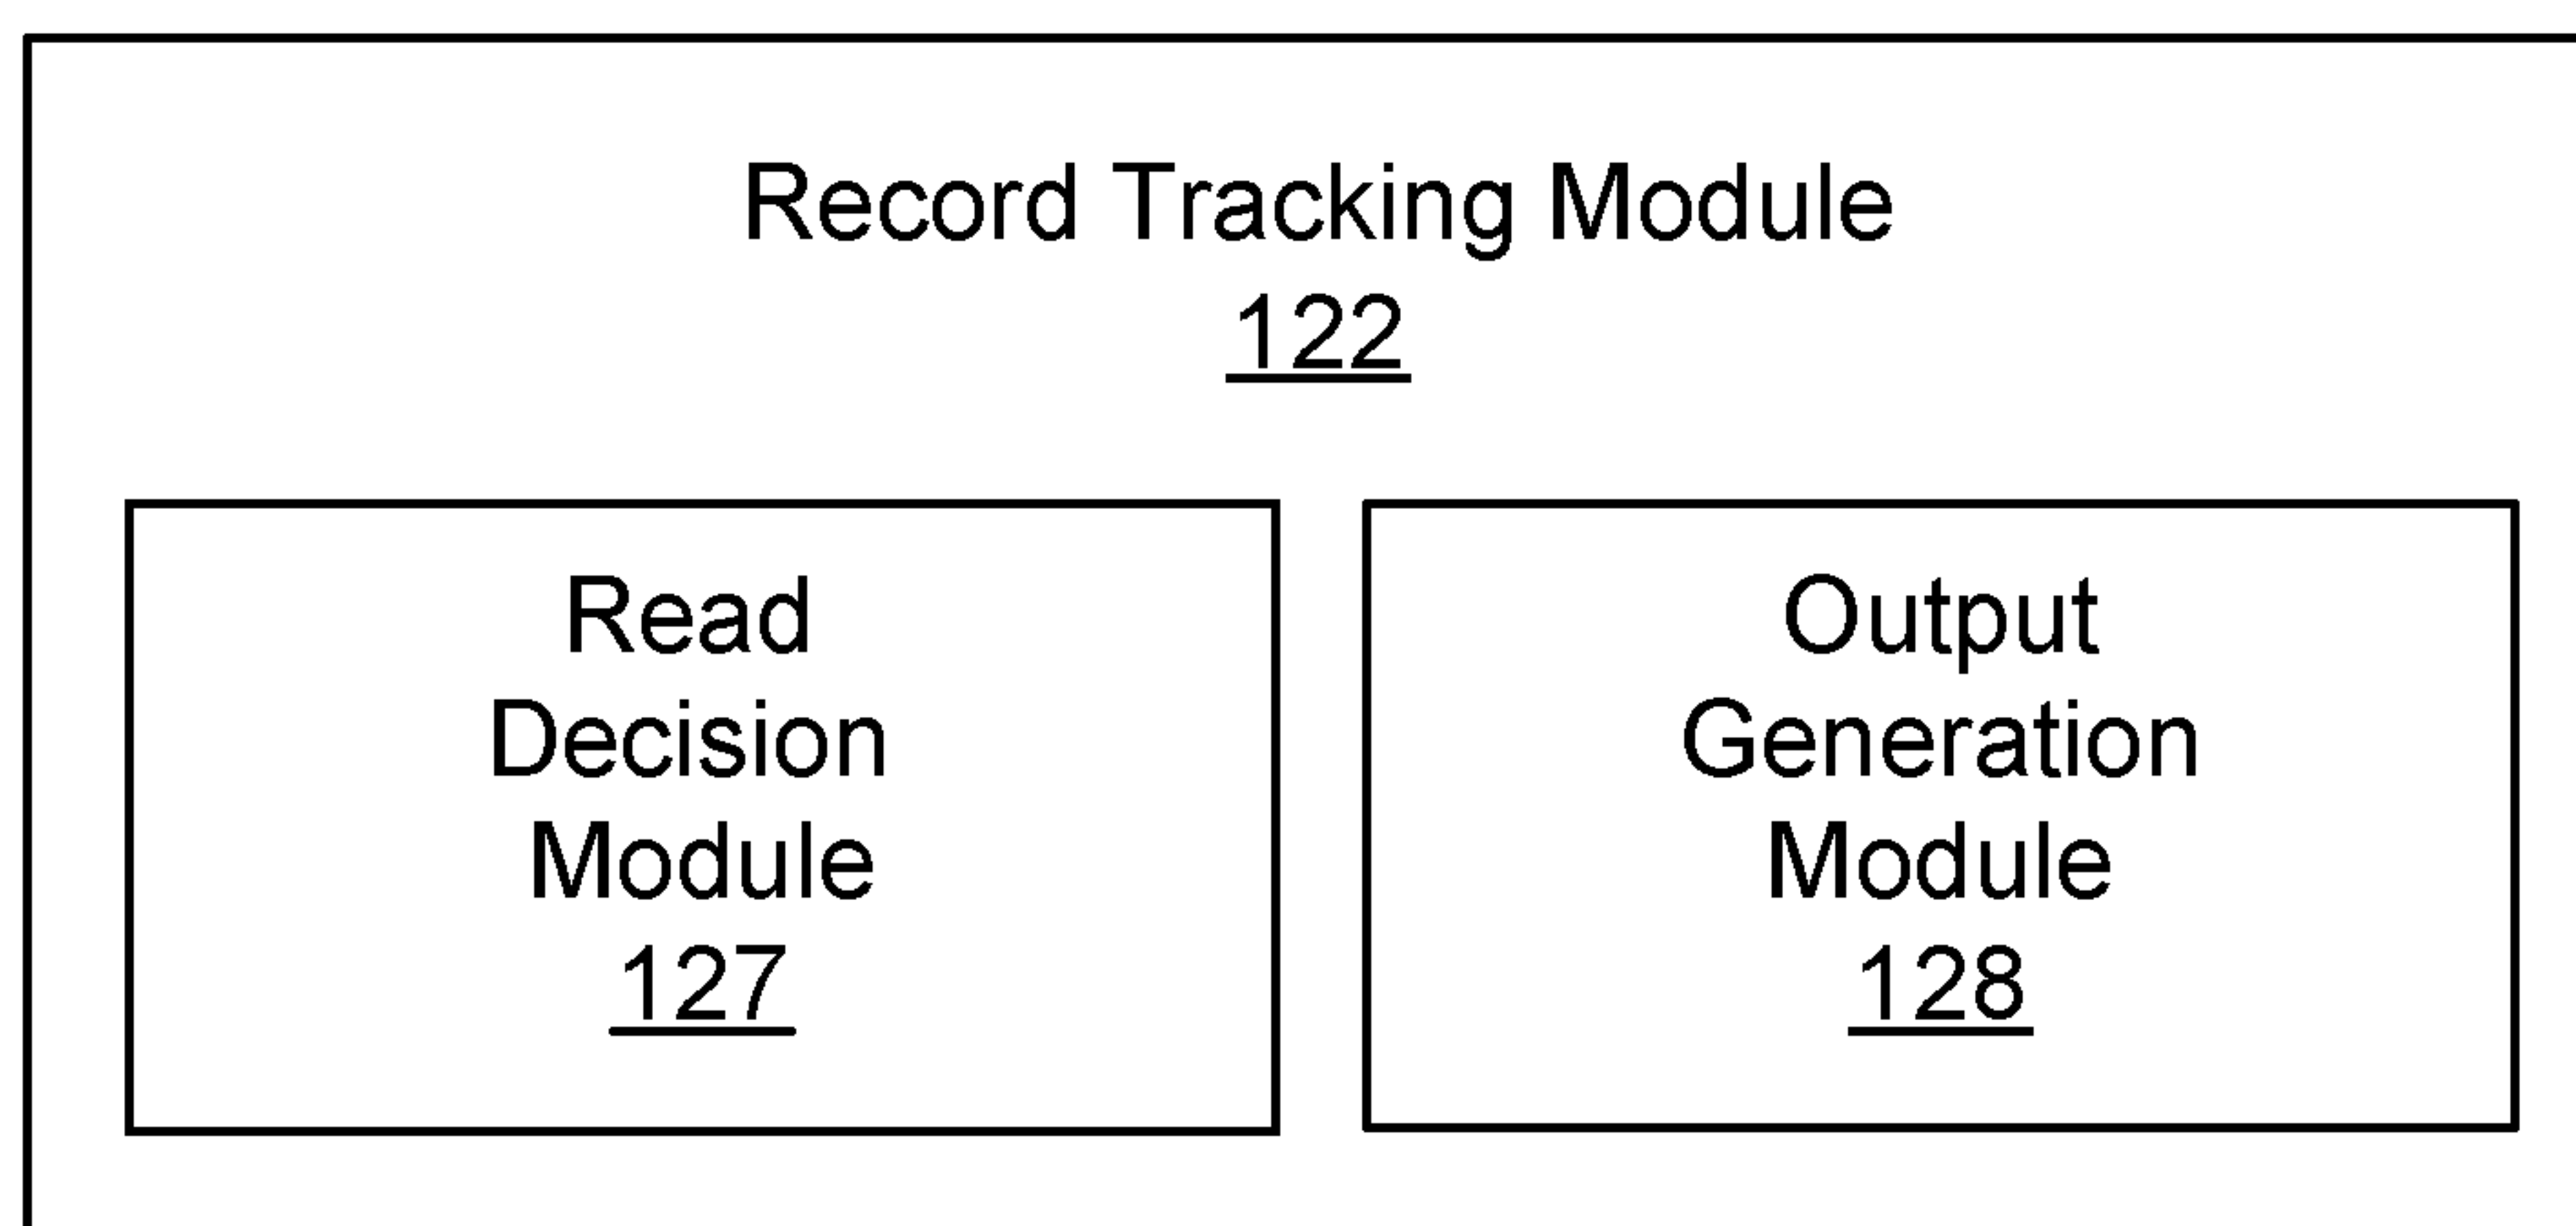 Record Tracking Module
122
Read
Decision
Module
127
Output
Generation
Module
128